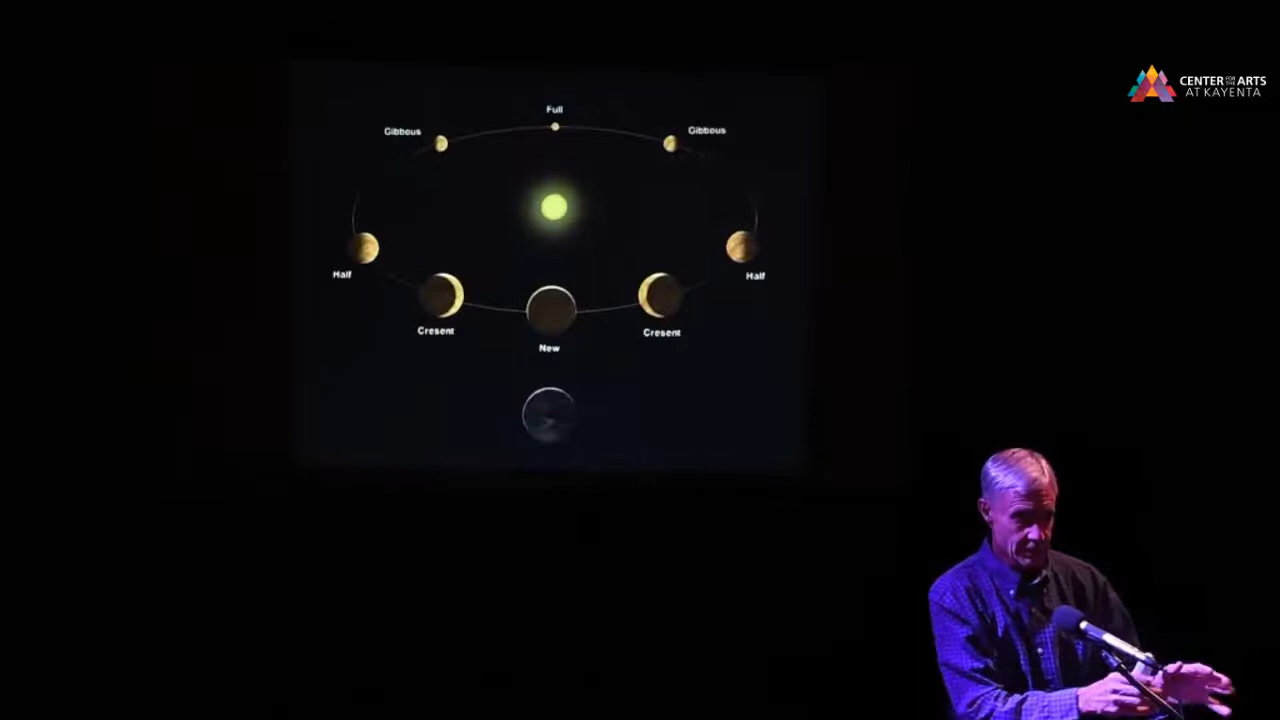 CENTER FOR THE ARTS
AT KAYENTA
Full
Gibbous
Gibbous
Half
Half
Cresent
Cresent
New